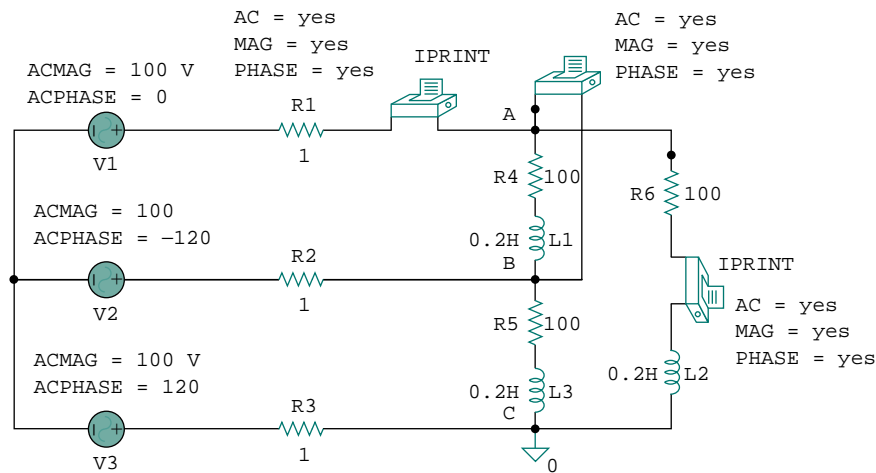 AC = yes
MAG = yes
PHASE = yes
IPRINT
AC = yes
MAG = yes
PHASE = yes
ACMAG = 100 V
ACPHASE = 0
V1
R1
1
A
R4
100
0.2H
L1
B
R6
100
ACMAG = 100
ACPHASE = −120
V2
R2
1
R5
100
IPRINT
AC = yes
MAG = yes
PHASE = yes
ACMAG = 100 V
ACPHASE = 120
V3
R3
1
0.2H
L3
C
0.2H
L2
0